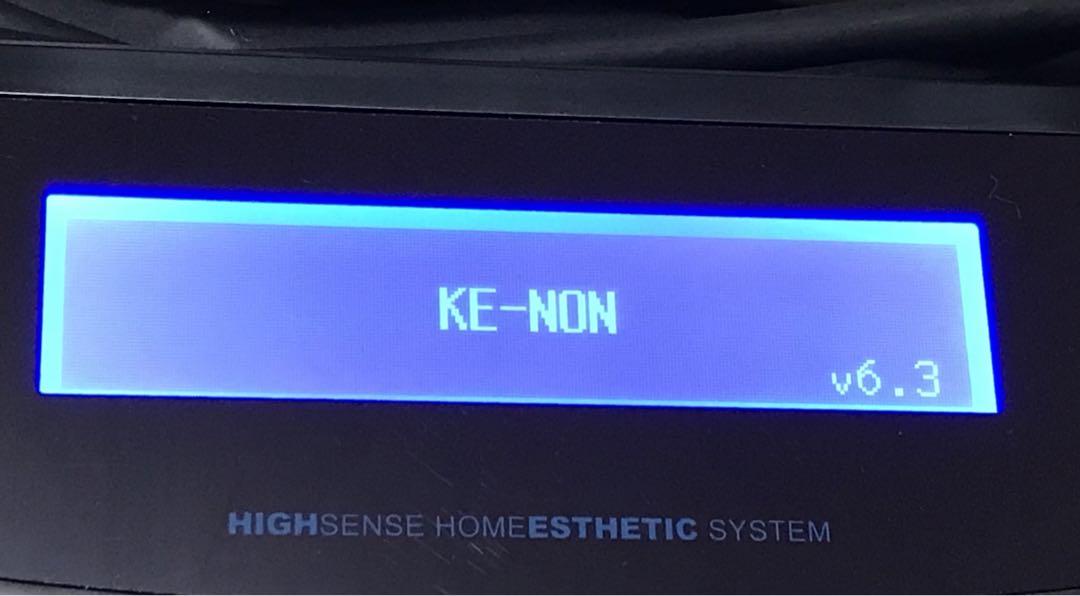 KE-NON
v6.3
HIGHSENSE HOMEESTHETIC SYSTEM